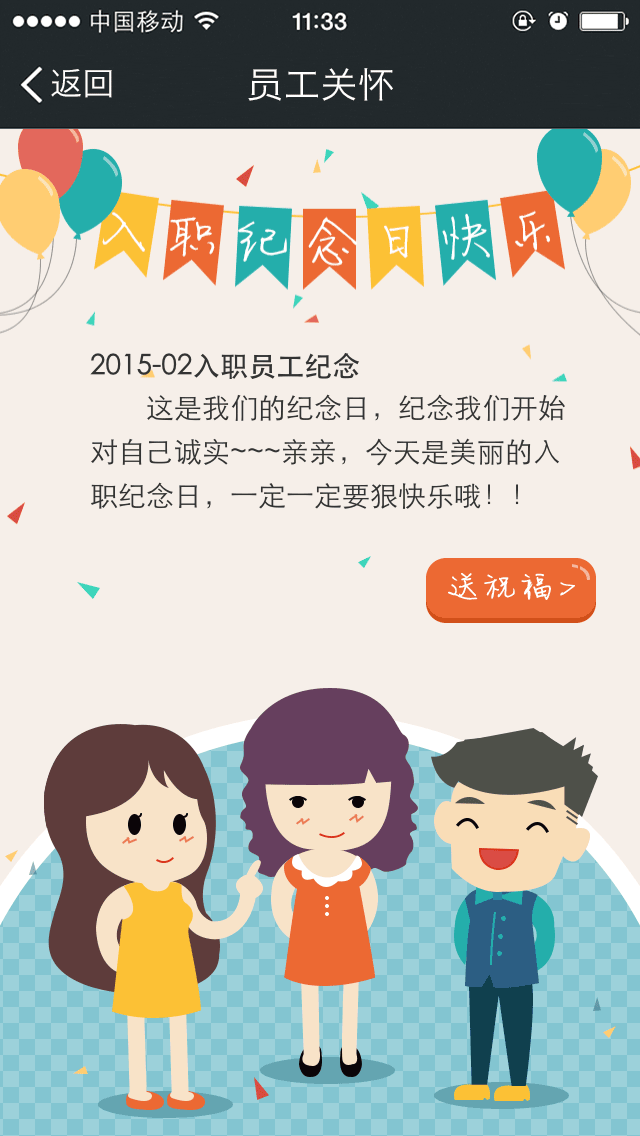 中国移动 11:33
返回 员工关怀
入职纪念日快乐
2015-02入职员工纪念
这是我们的纪念日，纪念我们开始
对自己诚实~~~亲亲，今天是美丽的入
职纪念日，一定一定要狠快乐哦！！
送祝福>